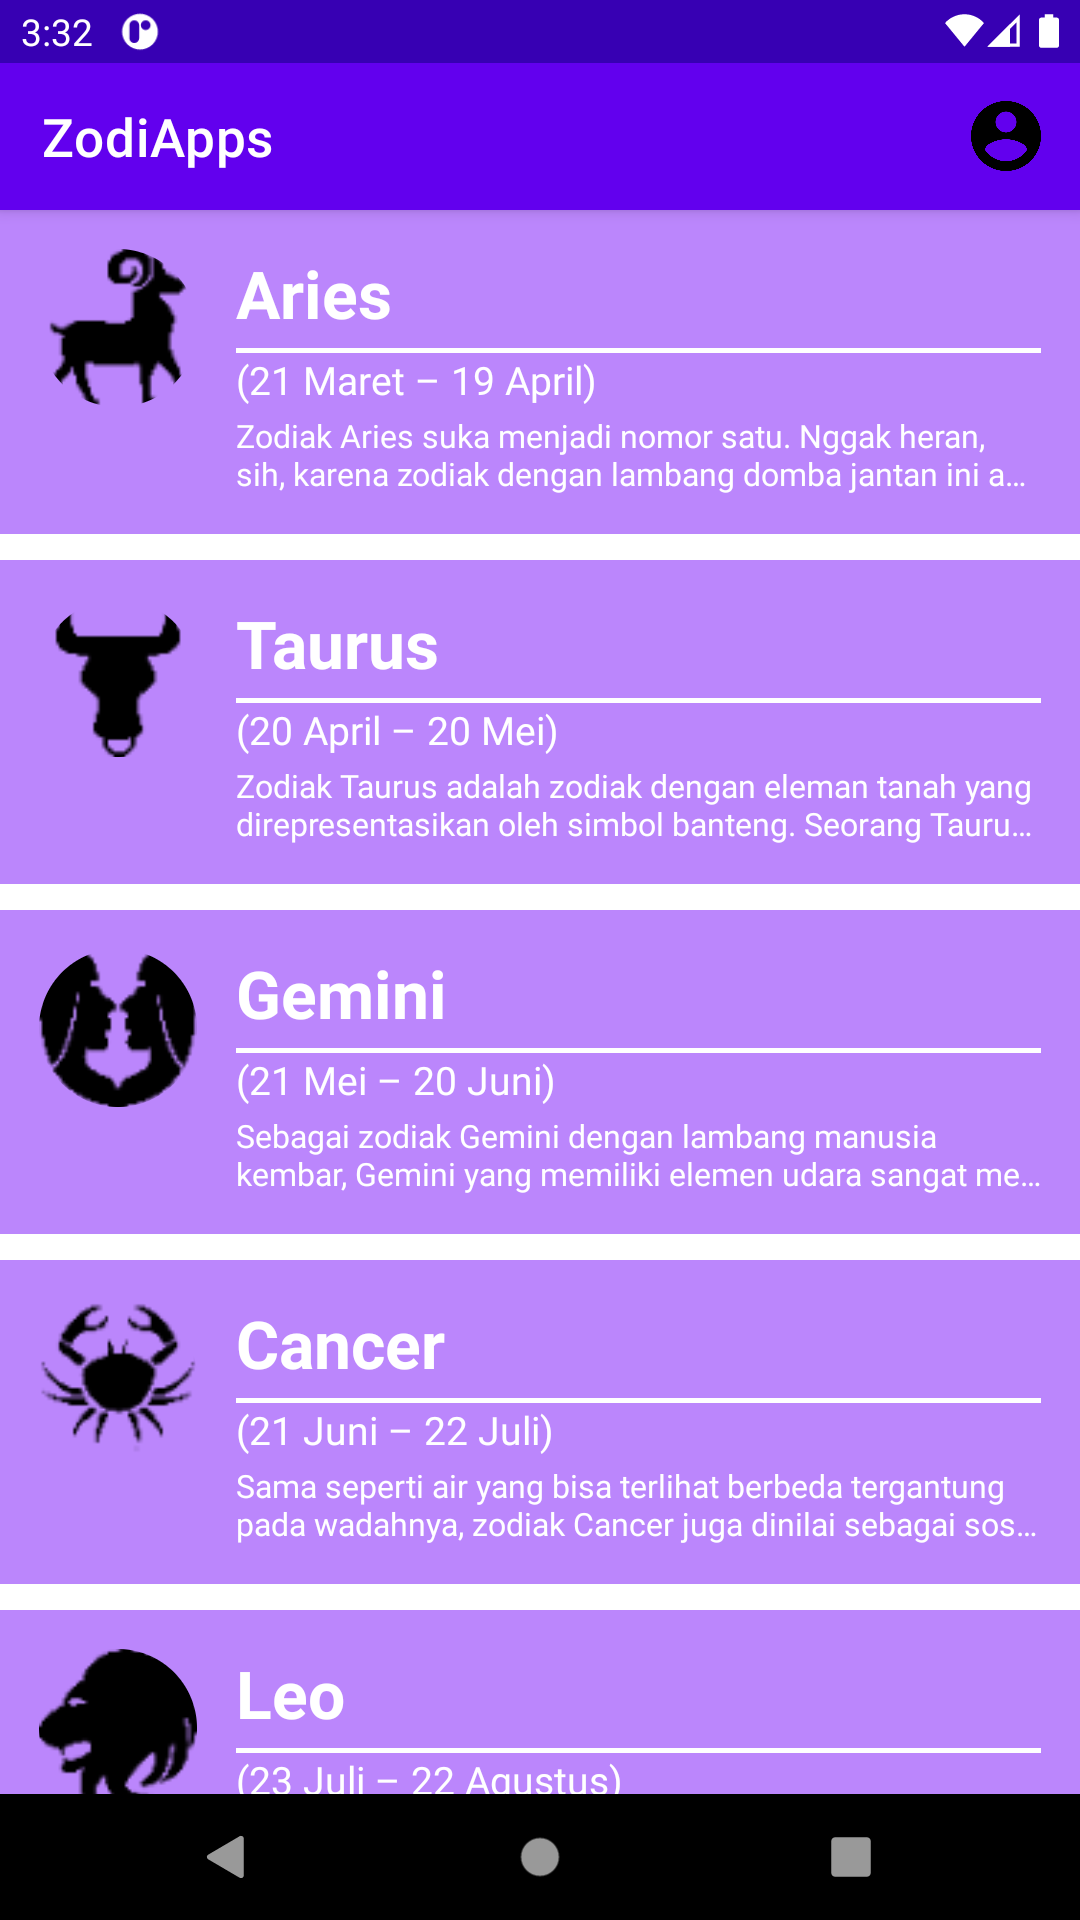 3:32
ZodiApps
Aries
(21 Maret – 19 April)
Zodiak Aries suka menjadi nomor satu. Nggak heran,
sih, karena zodiak dengan lambang domba jantan ini a...
Taurus
(20 April – 20 Mei)
Zodiak Taurus adalah zodiak dengan eleman tanah yang
direpresentasikan oleh simbol banteng. Seorang Tauru...
Gemini
(21 Mei – 20 Juni)
Sebagai zodiak Gemini dengan lambang manusia
kembar, Gemini yang memiliki elemen udara sangat me...
Cancer
(21 Juni – 22 Juli)
Sama seperti air yang bisa terlihat berbeda tergantung
pada wadahnya, zodiak Cancer juga dinilai sebagai sos...
Leo
(23 Juli – 22 Agustus)